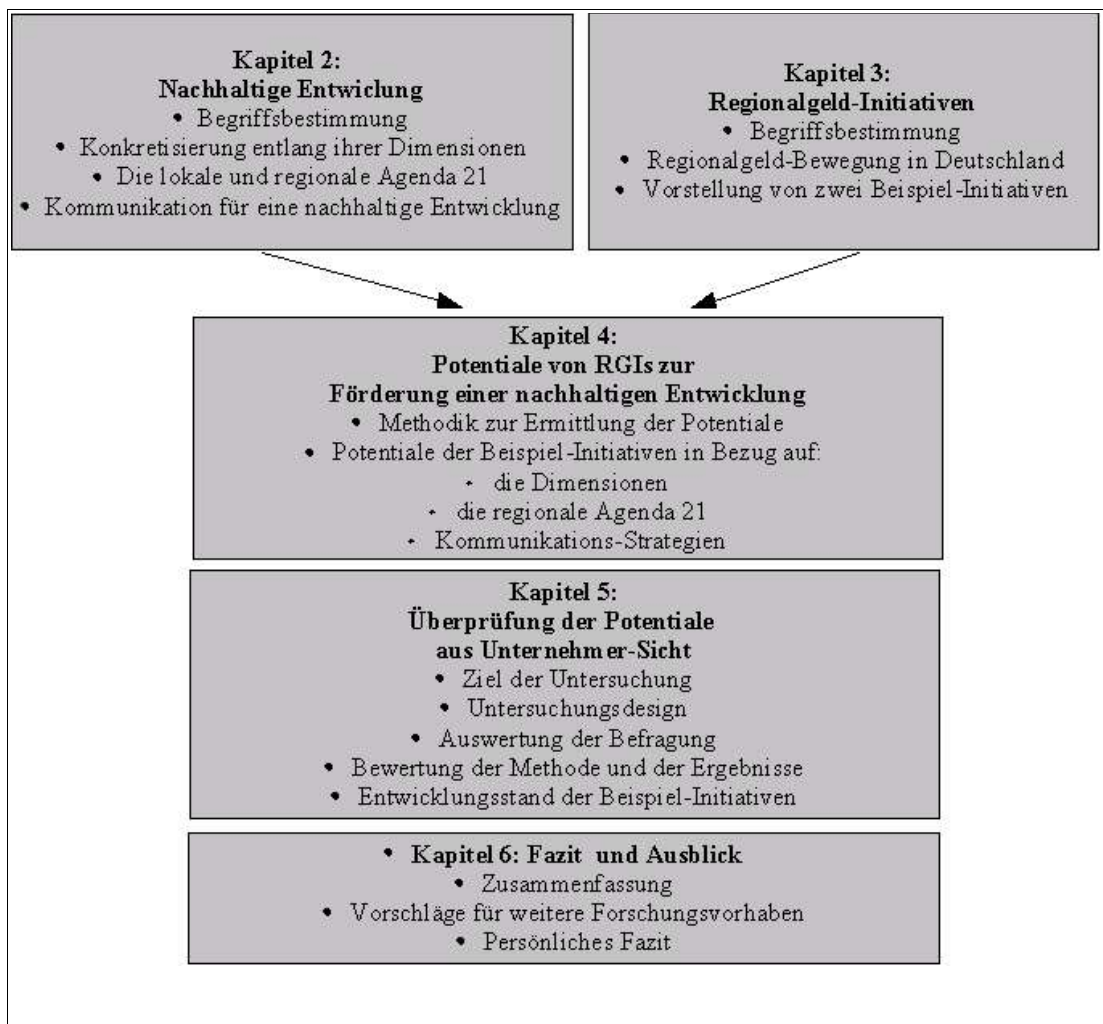 Kapitel 2:
Nachhaltige Entwiclung
• Begriffsbestimmung
• Konkretisierung entlang ihrer Dimensionen
• Die lokale und regionale Agenda 21
• Kommunikation für eine nachhaltige Entwicklung
Kapitel 3:
Regionalgeld-Initiativen
• Begriffsbestimmung
• Regionalgeld-Bewegung in Deutschland
• Vorstellung von zwei Beispiel-Initiativen
Kapitel 4:
Potentiale von RGIs zur
Förderung einer nachhaltigen Entwicklung
• Methodik zur Ermittlung der Potentiale
• Potentiale der Beispiel-Initiativen in Bezug auf:
• die Dimensionen
• die regionale Agenda 21
• Kommunikations-Strategien
Kapitel 5:
Überprüfung der Potentiale
aus Unternehmer-Sicht
• Ziel der Untersuchung
• Untersuchungsdesign
• Auswertung der Befragung
• Bewertung der Methode und der Ergebnisse
• Entwicklungsstand der Beispiel-Initiativen
• Kapitel 6: Fazit und Ausblick
• Zusammenfassung
• Vorschläge für weitere Forschungsvorhaben
• Persönliches Fazit